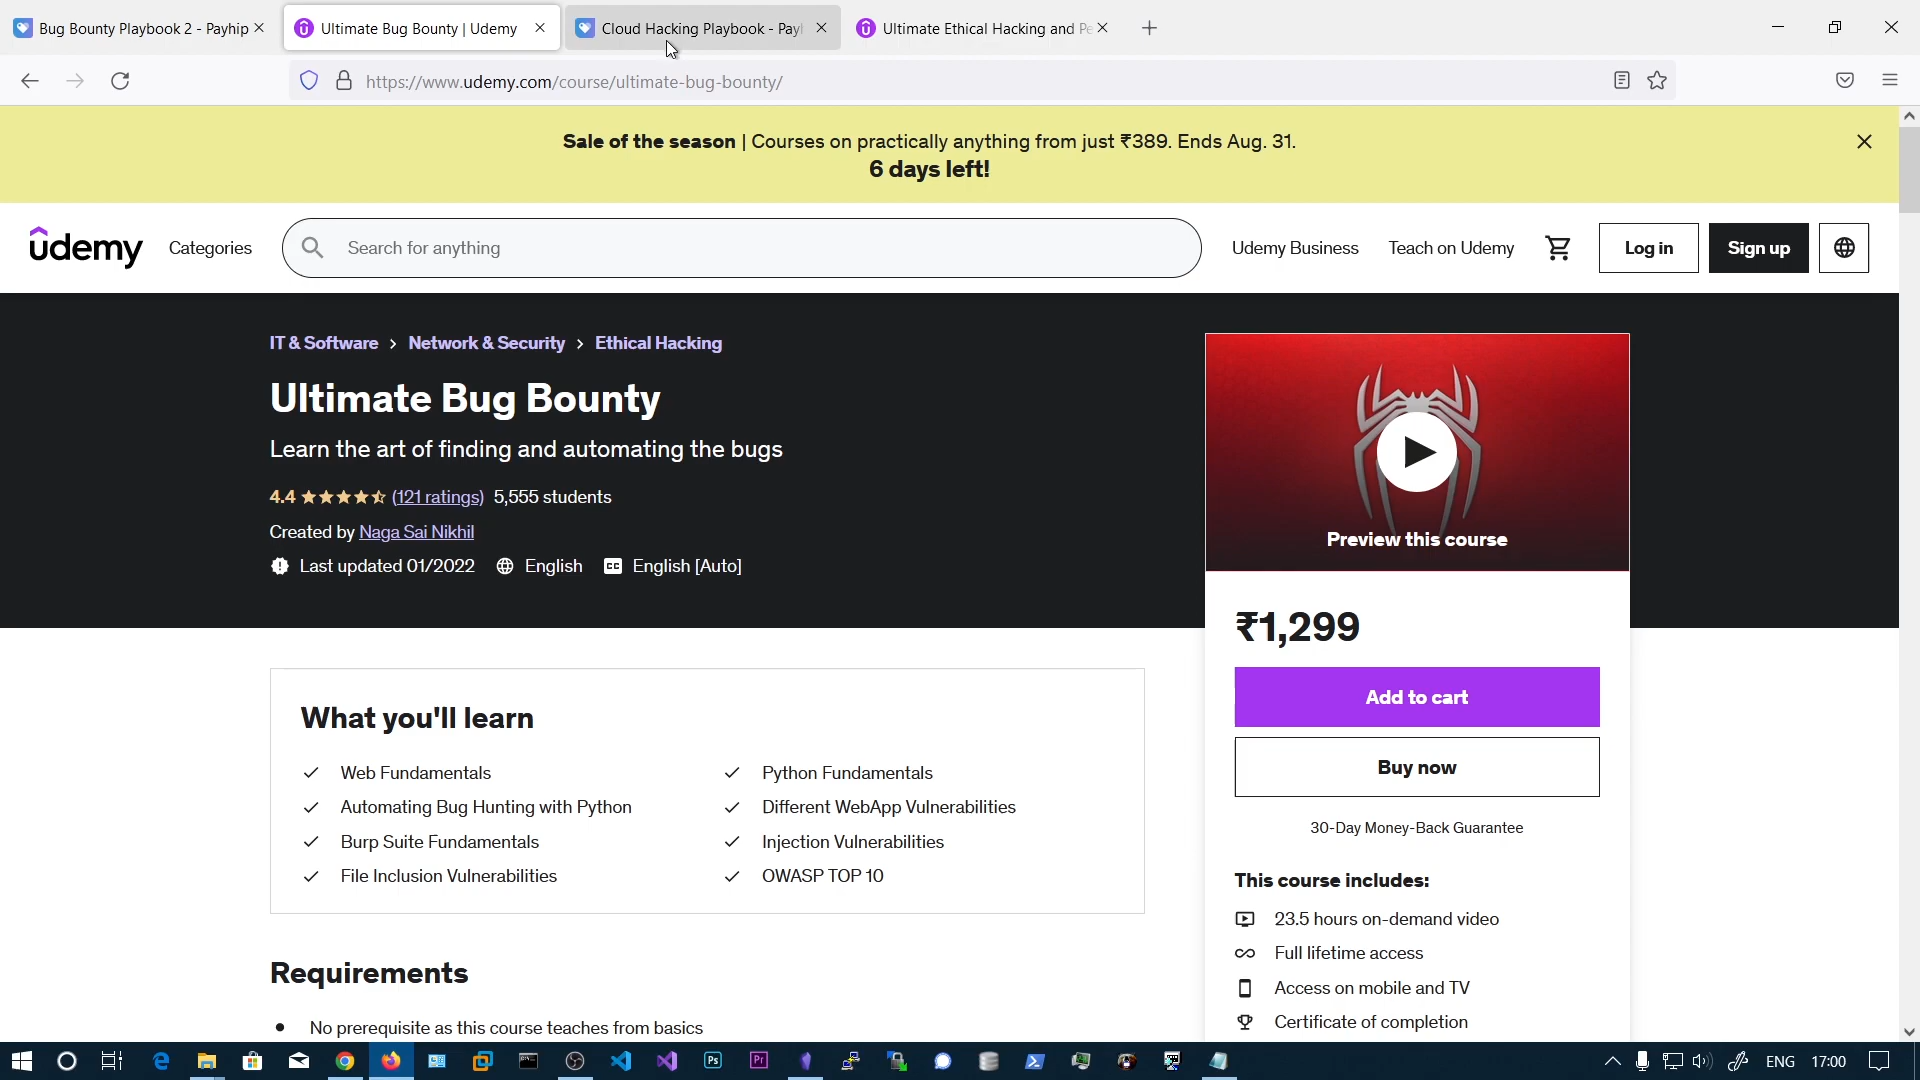 Bug Bounty Playbook 2 - Payhip
Ultimate Bug Bounty | Udemy
Cloud Hacking Playbook - Payl
Ultimate Ethical Hacking and Pe
https://www.udemy.com/course/ultimate-bug-bounty/
Sale of the season | Courses on practically anything from just ₹389. Ends Aug. 31.
6 days left!
udemy
Categories
Search for anything
Udemy Business
Teach on Udemy
Log in
Sign up
IT & Software > Network & Security > Ethical Hacking
Ultimate Bug Bounty
Learn the art of finding and automating the bugs
4.4 (121 ratings) 5,555 students
Created by Naga Sai Nikhil
Last updated 01/2022 English CC English [Auto]
Preview this course
₹1,299
Add to cart
Buy now
30-Day Money-Back Guarantee
This course includes:
23.5 hours on-demand video
Full lifetime access
Access on mobile and TV
Certificate of completion
What you'll learn
Web Fundamentals
Python Fundamentals
Automating Bug Hunting with Python
Different WebApp Vulnerabilities
Burp Suite Fundamentals
Injection Vulnerabilities
File Inclusion Vulnerabilities
OWASP TOP 10
Requirements
No prerequisite as this course teaches from basics
Ps
Pr
ENG
17:00